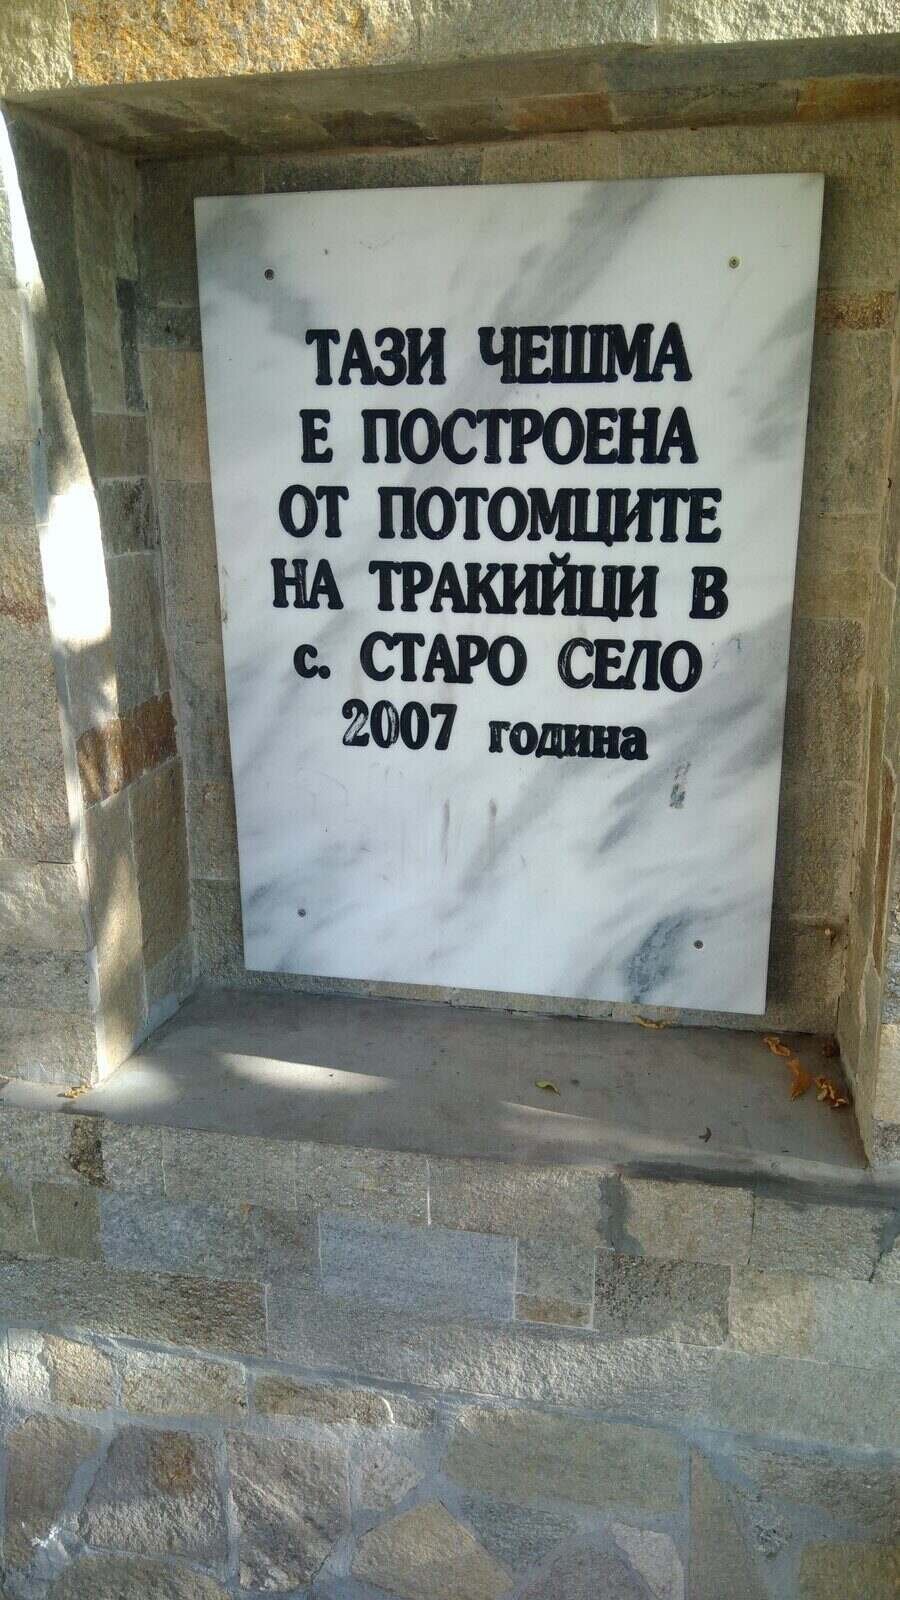 ТАЗИ ЧЕШМА
Е ПОСТРОЕНА
ОТ ПОТОМЦИТЕ
НА ТРАКИЙЦИ В
с. СТАРО СЕЛО
2007 година